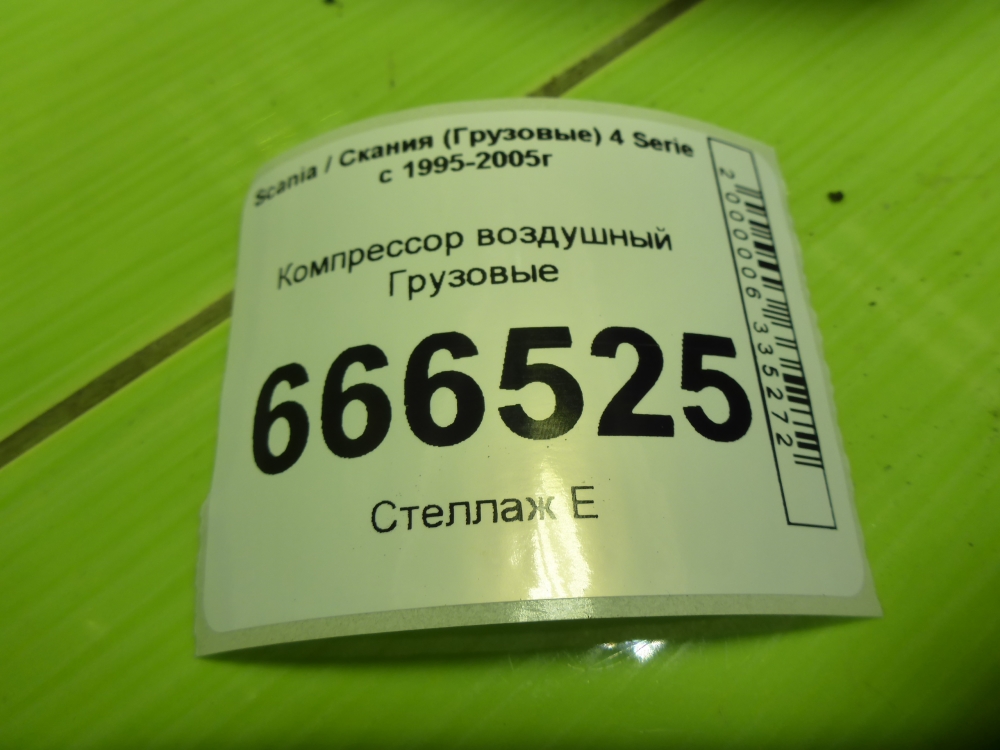 Scania / Скания (Грузовые) 4 Serie
с 1995-2005г
Компрессор воздушный
Грузовые
666525
Стеллаж Е
2000006335272